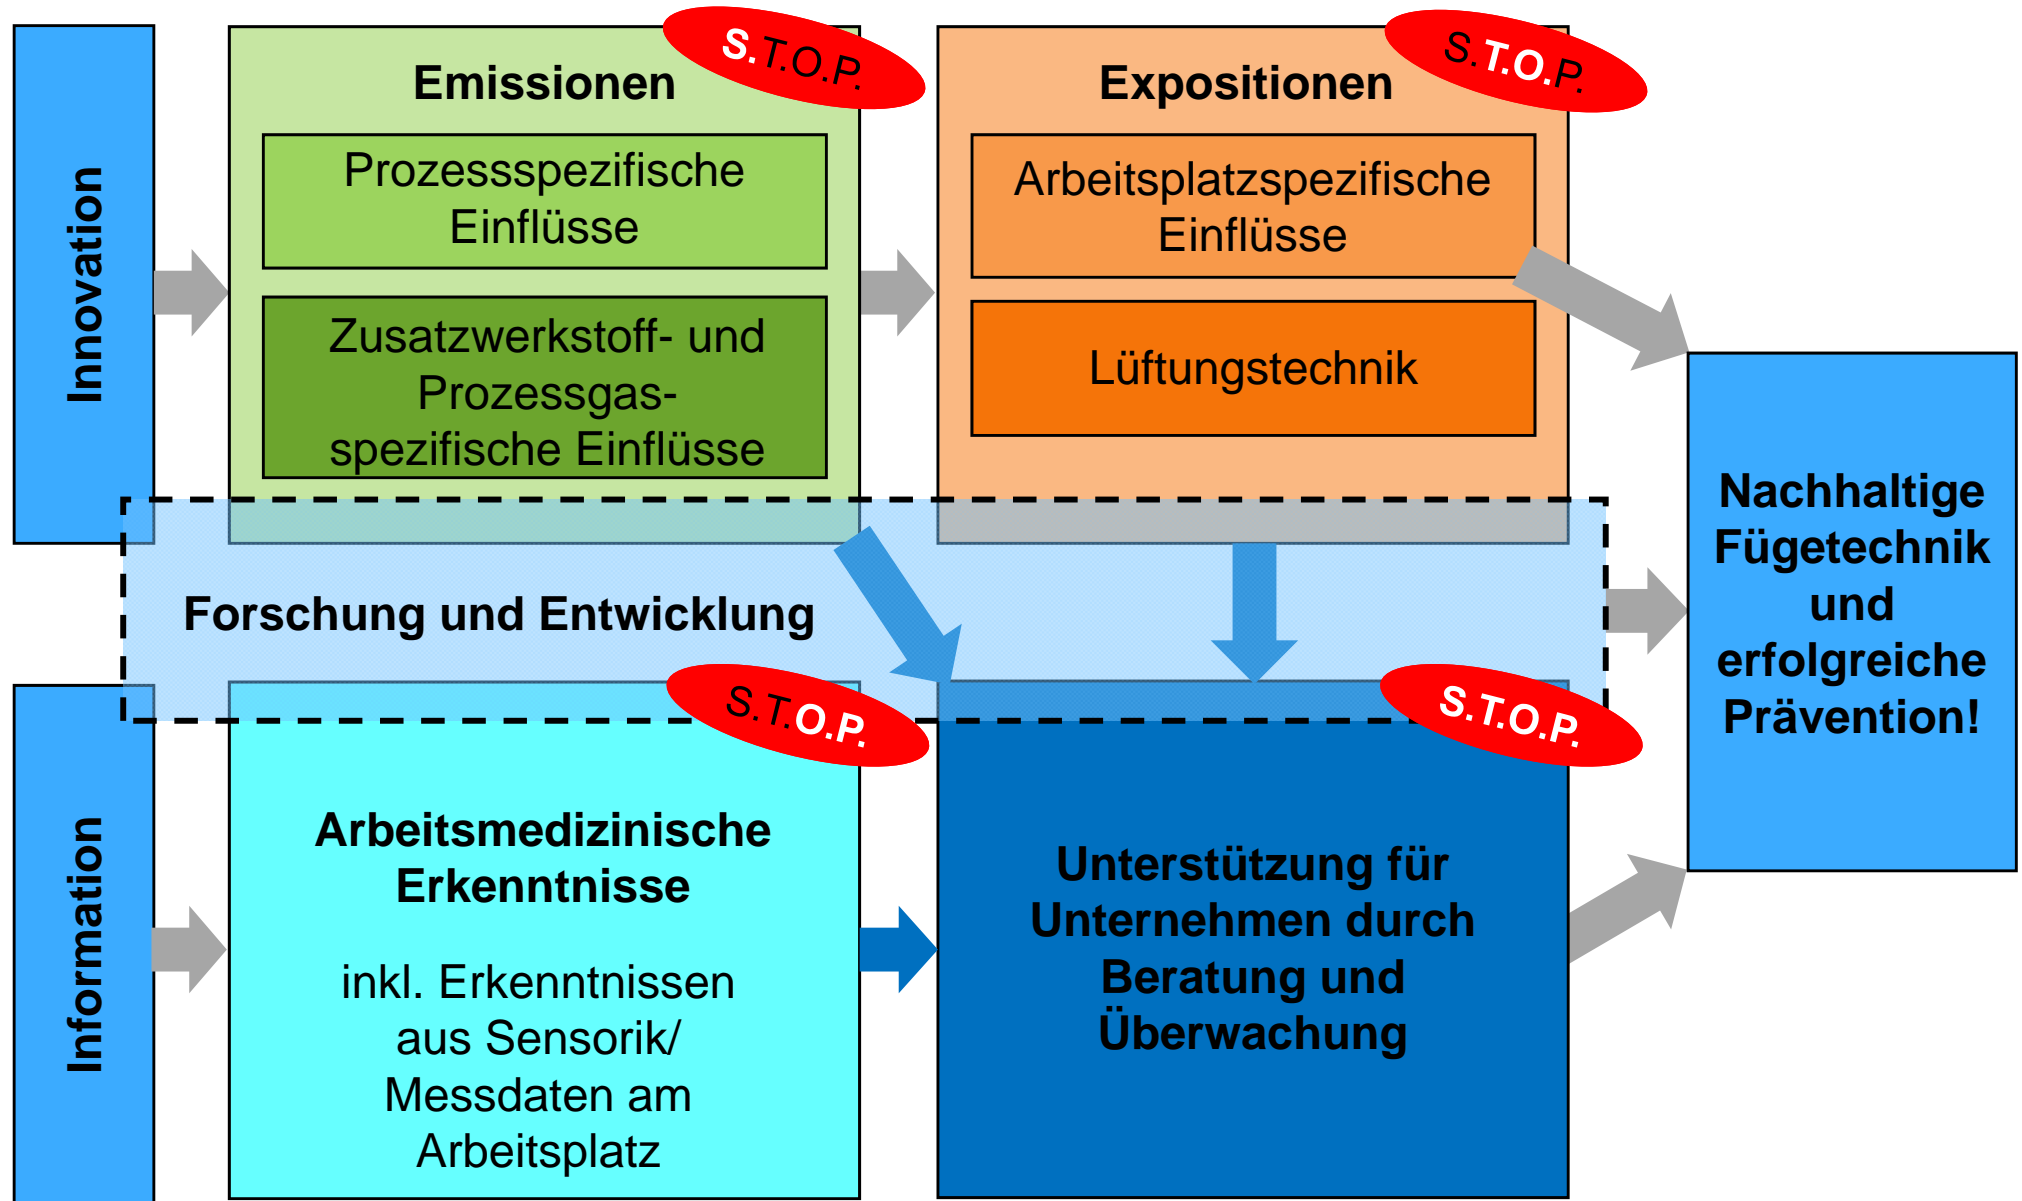 Innovation
Emissionen
S.T.O.P.
Prozessspezifische
Einflüsse
Zusatzwerkstoff- und
Prozessgas-
spezifische Einflüsse
Expositionen
S.T.O.P.
Arbeitsplatzspezifische
Einflüsse
Lüftungstechnik
Forschung und Entwicklung
Information
S.T.O.P.
Arbeitsmedizinische
Erkenntnisse
inkl. Erkenntnissen
aus Sensorik/
Messdaten am
Arbeitsplatz
S.T.O.P.
Unterstützung für
Unternehmen durch
Beratung und
Überwachung
Nachhaltige
Fügetechnik
und
erfolgreiche
Prävention!